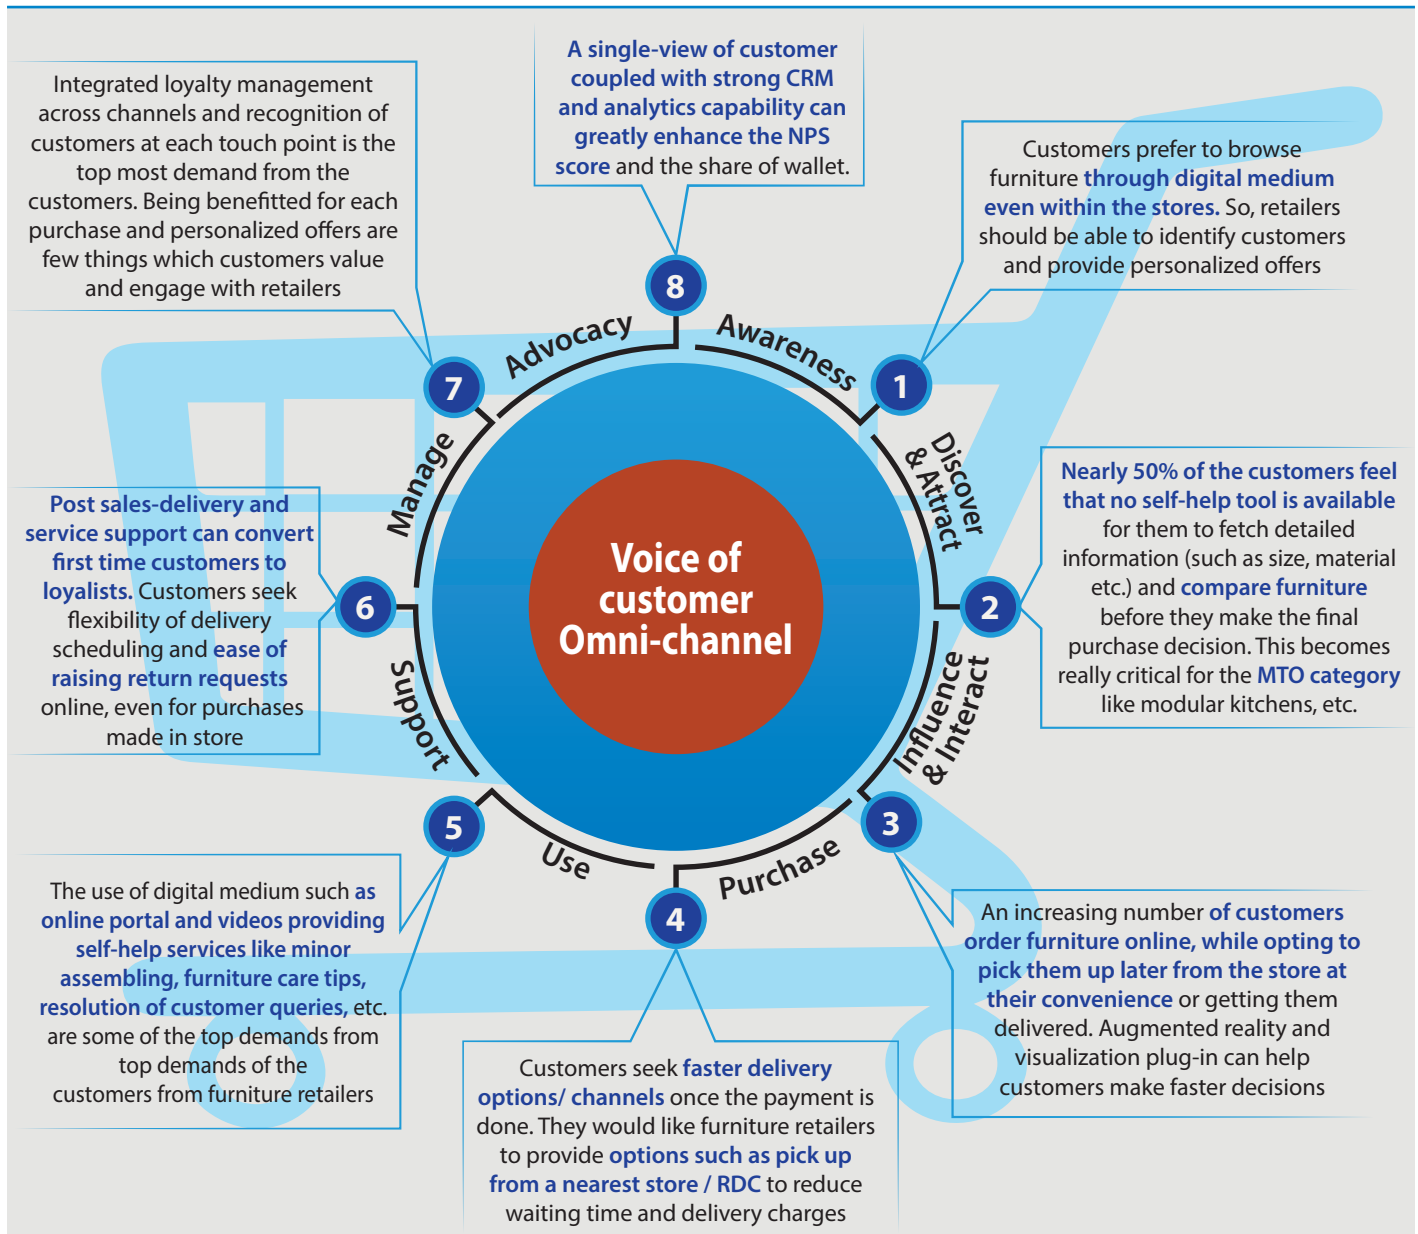 A single-view of customer
coupled with strong CRM
and analytics capability can
greatly enhance the NPS
score and the share of wallet.
8
Awareness
Customers prefer to browse
furniture through digital medium
even within the stores. So, retailers
should be able to identify customers
and provide personalized offers
1
Discover
& Attract
Nearly 50% of the customers feel
that no self-help tool is available
for them to fetch detailed
information (such as size, material
etc.) and compare furniture
before they make the final
purchase decision. This becomes
really critical for the MTO category
like modular kitchens, etc.
2
Influence
& Interact
An increasing number of customers
order furniture online, while opting to
pick them up later from the store at
their convenience or getting them
delivered. Augmented reality and
visualization plug-in can help
customers make faster decisions
3
Purchase
Customers seek faster delivery
options/ channels once the payment is
done. They would like furniture retailers
to provide options such as pick up
from a nearest store / RDC to reduce
waiting time and delivery charges
4
Use
The use of digital medium such as
online portal and videos providing
self-help services like minor
assembling, furniture care tips,
resolution of customer queries, etc.
are some of the top demands from
top demands of the
customers from furniture retailers
5
Support
Post sales-delivery and
service support can convert
first time customers to
loyalists. Customers seek
flexibility of delivery
scheduling and ease of
raising return requests
online, even for purchases
made in store
6
Manage
Integrated loyalty management
across channels and recognition of
customers at each touch point is the
top most demand from the
customers. Being benefitted for each
purchase and personalized offers are
few things which customers value
and engage with retailers
7
Advocacy
Voice of
customer
Omni-channel